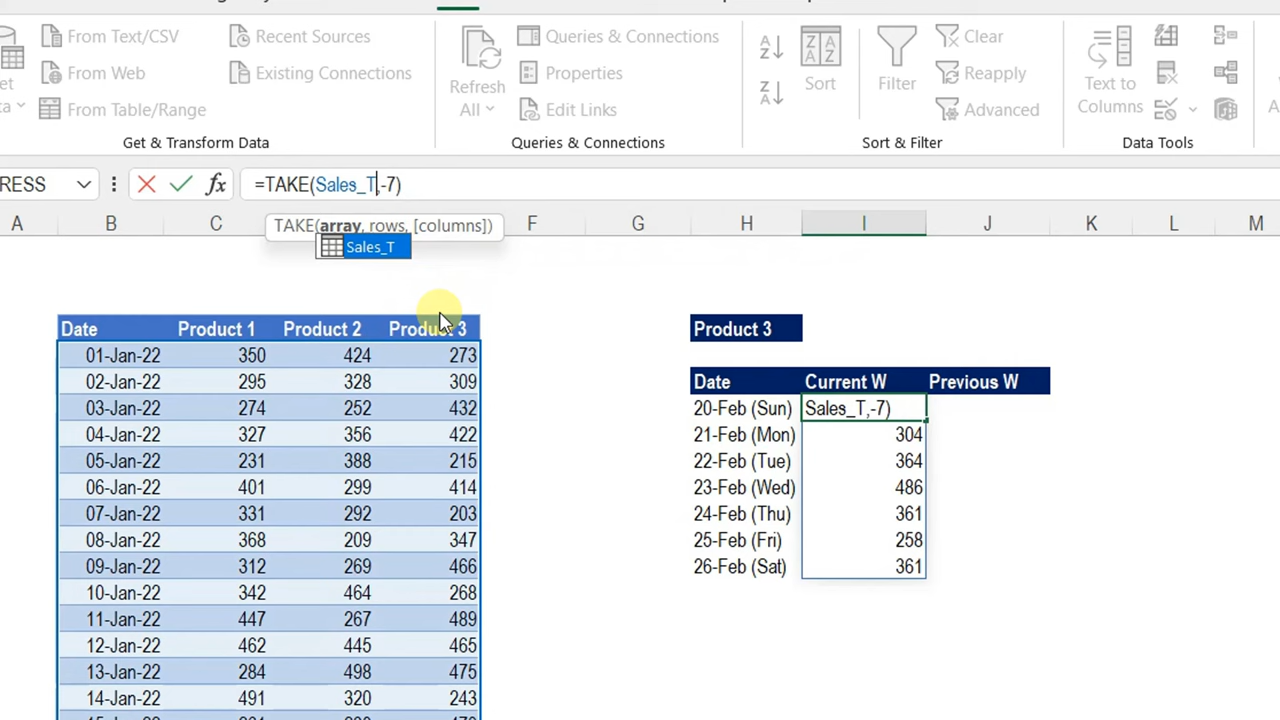 From Text/CSV
From Web
From Table/Range
Recent Sources
Existing Connections
Get & Transform Data
Refresh
All
Queries & Connections
Properties
Edit Links
Queries & Connections
Sort
Filter
Clear
Reapply
Advanced
Sort & Filter
Text to
Columns
Data Tools
RESS
fx
=TAKE(Sales_T,-7)
TAKE(array, rows, [columns])
Sales_T
A B C F G H I J K L M
Date Product 1 Product 2 Product 3
01-Jan-22 350 424 273
02-Jan-22 295 328 309
03-Jan-22 274 252 432
04-Jan-22 327 356 422
05-Jan-22 231 388 215
06-Jan-22 401 299 414
07-Jan-22 331 292 203
08-Jan-22 368 209 347
09-Jan-22 312 269 466
10-Jan-22 342 464 268
11-Jan-22 447 267 489
12-Jan-22 462 445 465
13-Jan-22 284 498 475
14-Jan-22 491 320 243
Product 3
Date Current W Previous W
20-Feb (Sun) Sales_T,-7)
21-Feb (Mon) 304
22-Feb (Tue) 364
23-Feb (Wed) 486
24-Feb (Thu) 361
25-Feb (Fri) 258
26-Feb (Sat) 361